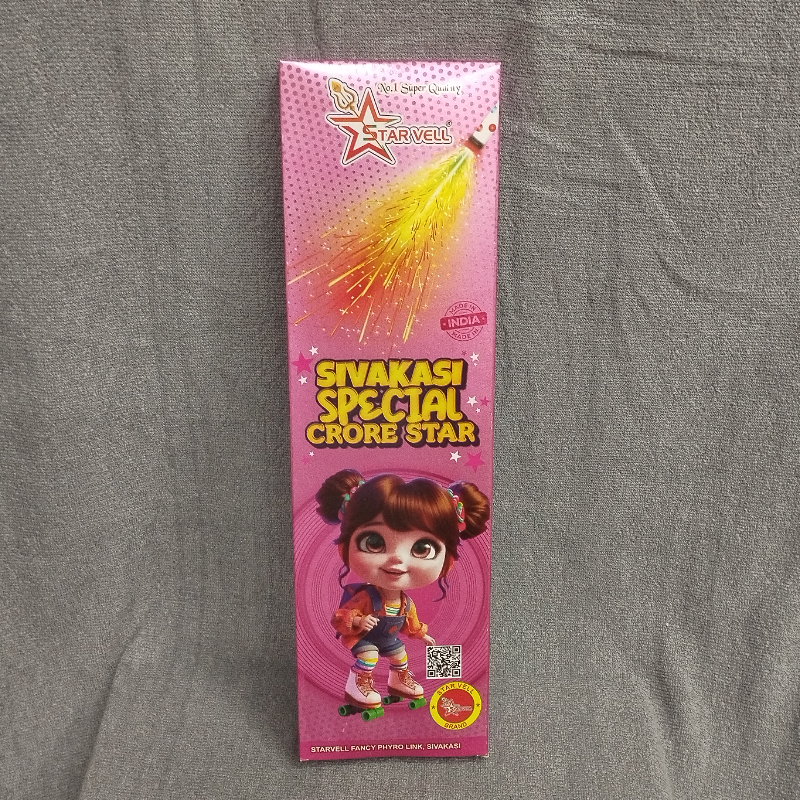 No.1 Super Quality
STAR VELL
MADE IN
INDIA
MADE IN
SIVAKASI
SPECIAL
CRORE STAR
STAR VELL
BRAND
STARVELL FANCY PHYRO LINK, SIVAKASI